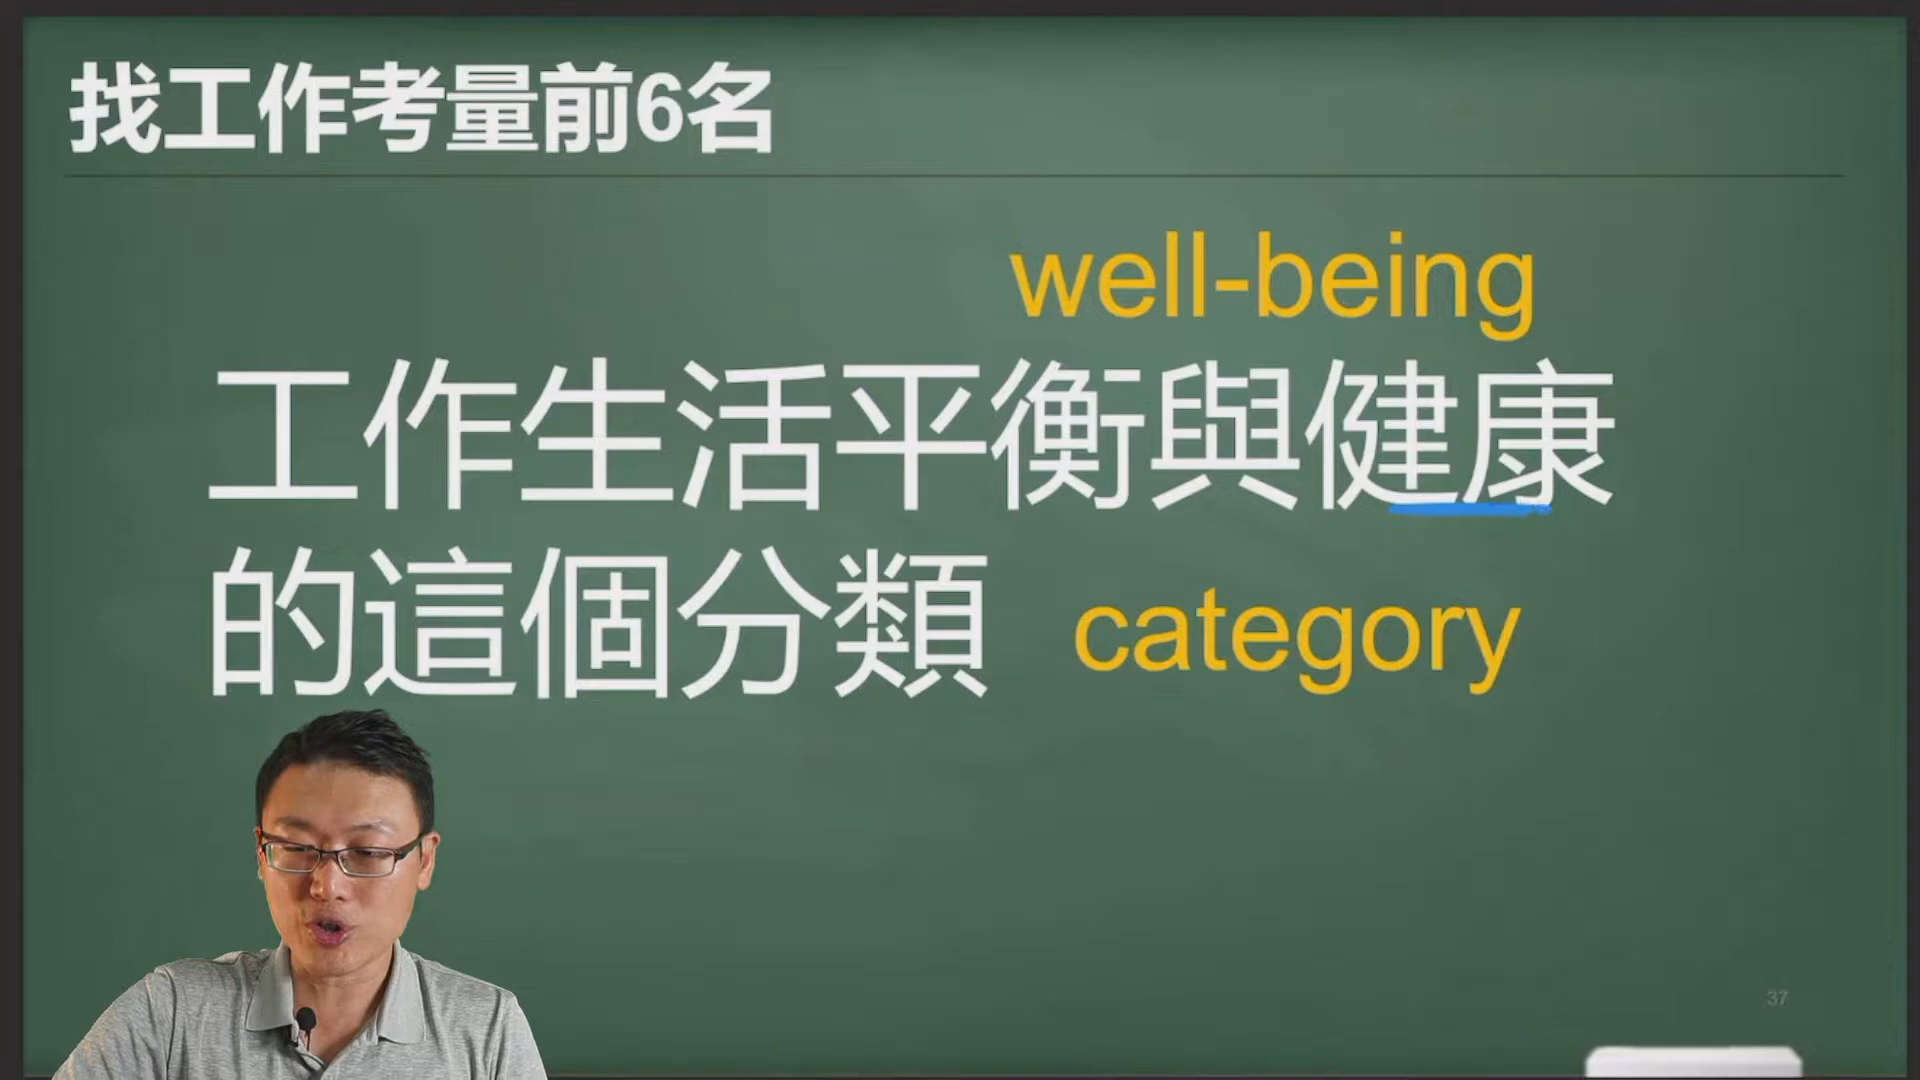 找工作考量前6名
well-being
工作生活平衡與健康
的這個分類 category
37